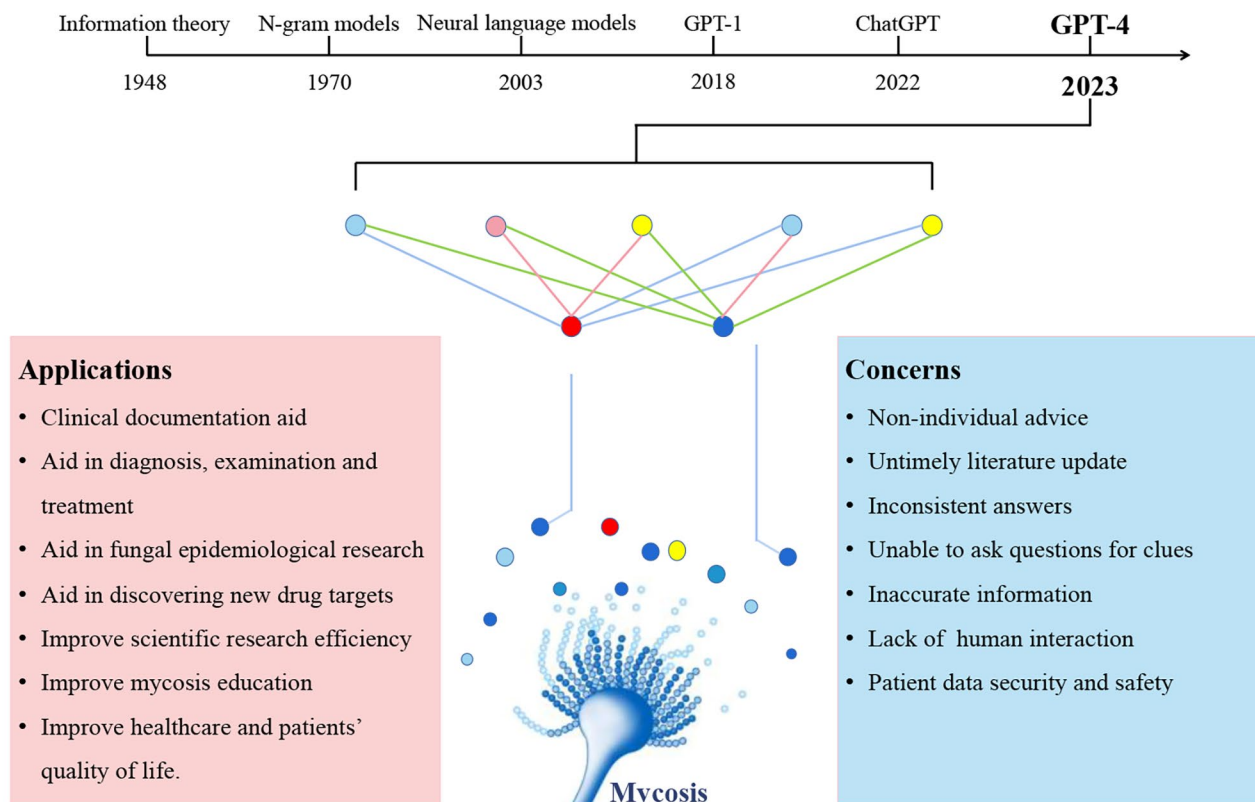 Information theory N-gram models Neural language models GPT-1 ChatGPT GPT-4
1948 1970 2003 2018 2022 2023
Applications
• Clinical documentation aid
• Aid in diagnosis, examination and
treatment
• Aid in fungal epidemiological research
• Aid in discovering new drug targets
• Improve scientific research efficiency
• Improve mycosis education
• Improve healthcare and patients’
quality of life.
Concerns
• Non-individual advice
• Untimely literature update
• Inconsistent answers
• Unable to ask questions for clues
• Inaccurate information
• Lack of human interaction
• Patient data security and safety
Mycosis